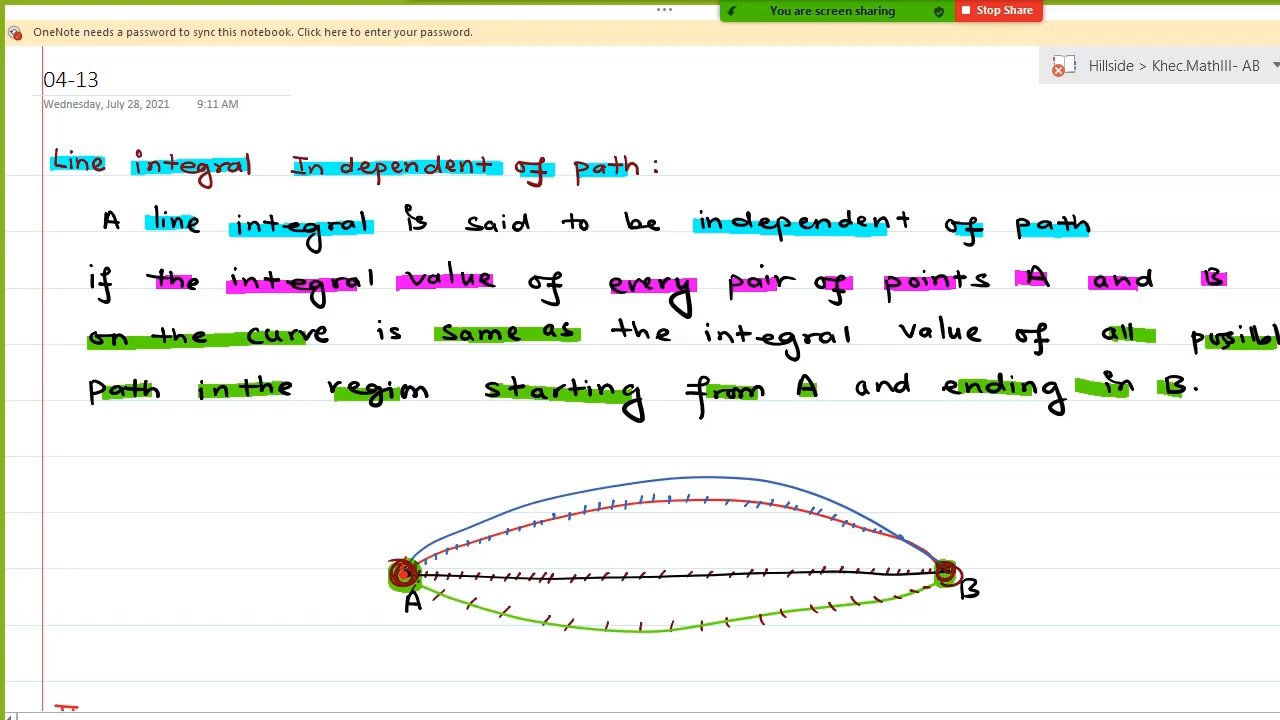 You are screen sharing Stop Share
OneNote needs a password to sync this notebook. Click here to enter your password.
Hillside > Khec.MathIII- AB
04-13
Wednesday, July 28, 2021 9:11 AM
Line integral Independent of path :
A line integral is said to be independent of path
if the integral value of every pair of points A and B
on the curve is same as the integral value of all possibl
path in the region starting from A and ending in B.
A B